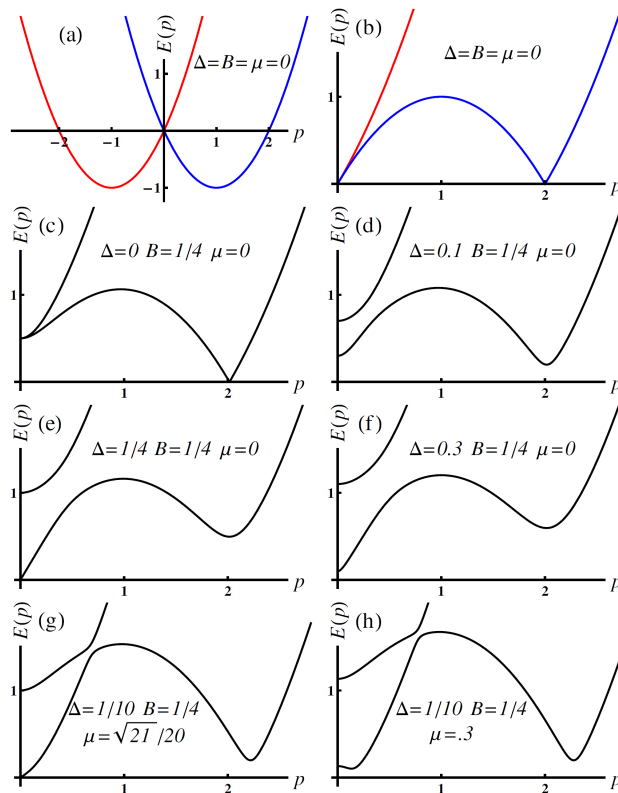 (a)
E(p)
Δ=B=μ=0
1
−2
−1
1
2
p
−1
(b)
E(p)
Δ=B=μ=0
1
1
2
p
(c)
E(p)
Δ=0 B=1/4 μ=0
1
1
2
p
(d)
E(p)
Δ=0.1 B=1/4 μ=0
1
1
2
p
(e)
E(p)
Δ=1/4 B=1/4 μ=0
1
1
2
p
(f)
E(p)
Δ=0.3 B=1/4 μ=0
1
1
2
p
(g)
E(p)
1
Δ=1/10 B=1/4
μ=√21/20
1
2
p
(h)
E(p)
1
Δ=1/10 B=1/4
μ=.3
1
2
p